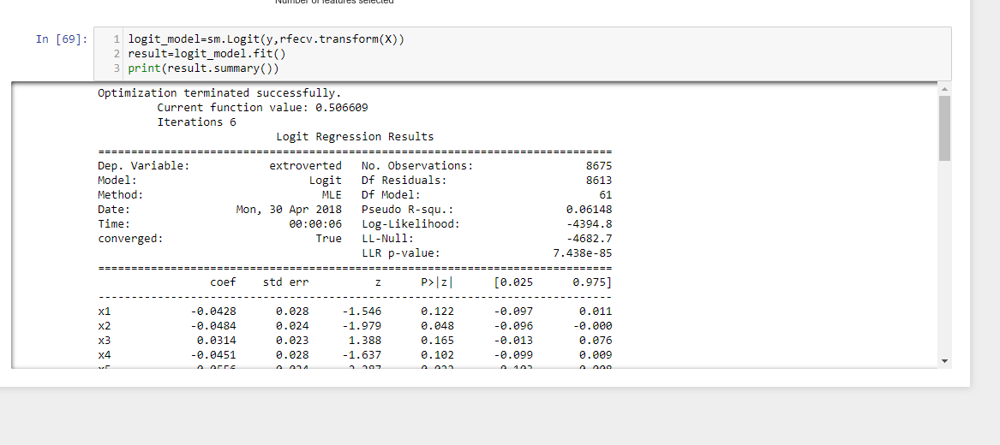 Number of features selected
In [69]:
1 logit_model=sm.Logit(y,rfecv.transform(X))
2 result=logit_model.fit()
3 print(result.summary())
Optimization terminated successfully.
Current function value: 0.506609
Iterations 6
Logit Regression Results
==============================================================================
Dep. Variable: extroverted No. Observations: 8675
Model: Logit Df Residuals: 8613
Method: MLE Df Model: 61
Date: Mon, 30 Apr 2018 Pseudo R-squ.: 0.06148
Time: 00:00:06 Log-Likelihood: -4394.8
converged: True LL-Null: -4682.7
LLR p-value: 7.438e-85
==============================================================================
coef std err z P>|z| [0.025 0.975]
------------------------------------------------------------------------------
x1 -0.0428 0.028 -1.546 0.122 -0.097 0.011
x2 -0.0484 0.024 -1.979 0.048 -0.096 -0.000
x3 0.0314 0.023 1.388 0.165 -0.013 0.076
x4 -0.0451 0.028 -1.637 0.102 -0.099 0.009